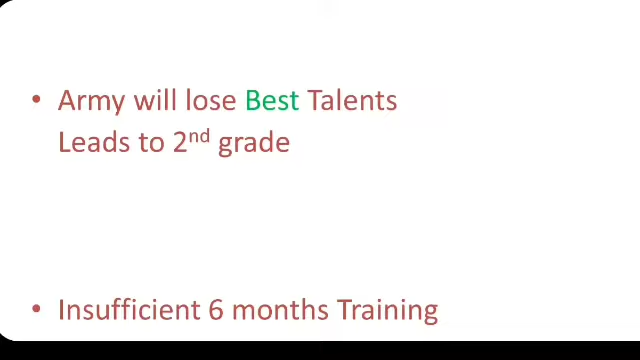 • Army will lose Best Talents
Leads to 2nd grade
• Insufficient 6 months Training